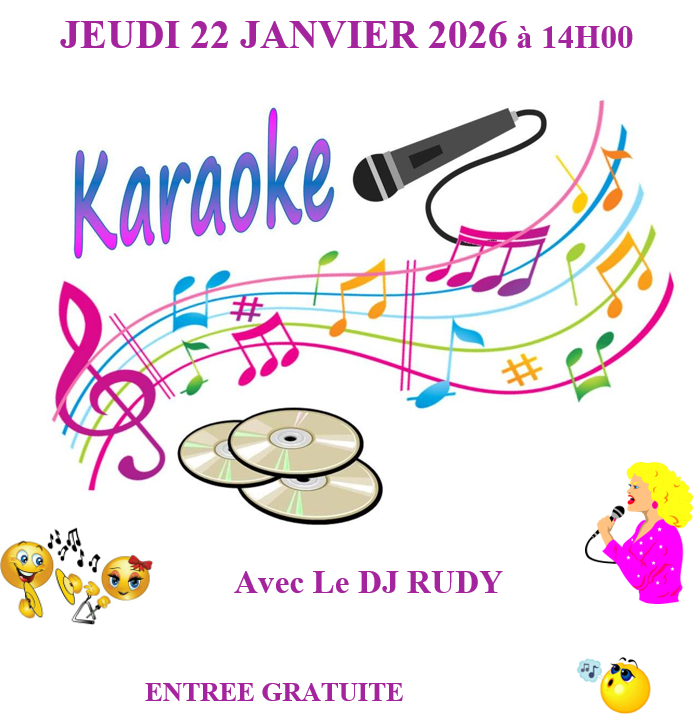 JEUDI 22 JANVIER 2026 à 14H00
Karaoke
Avec Le DJ RUDY
ENTREE GRATUITE